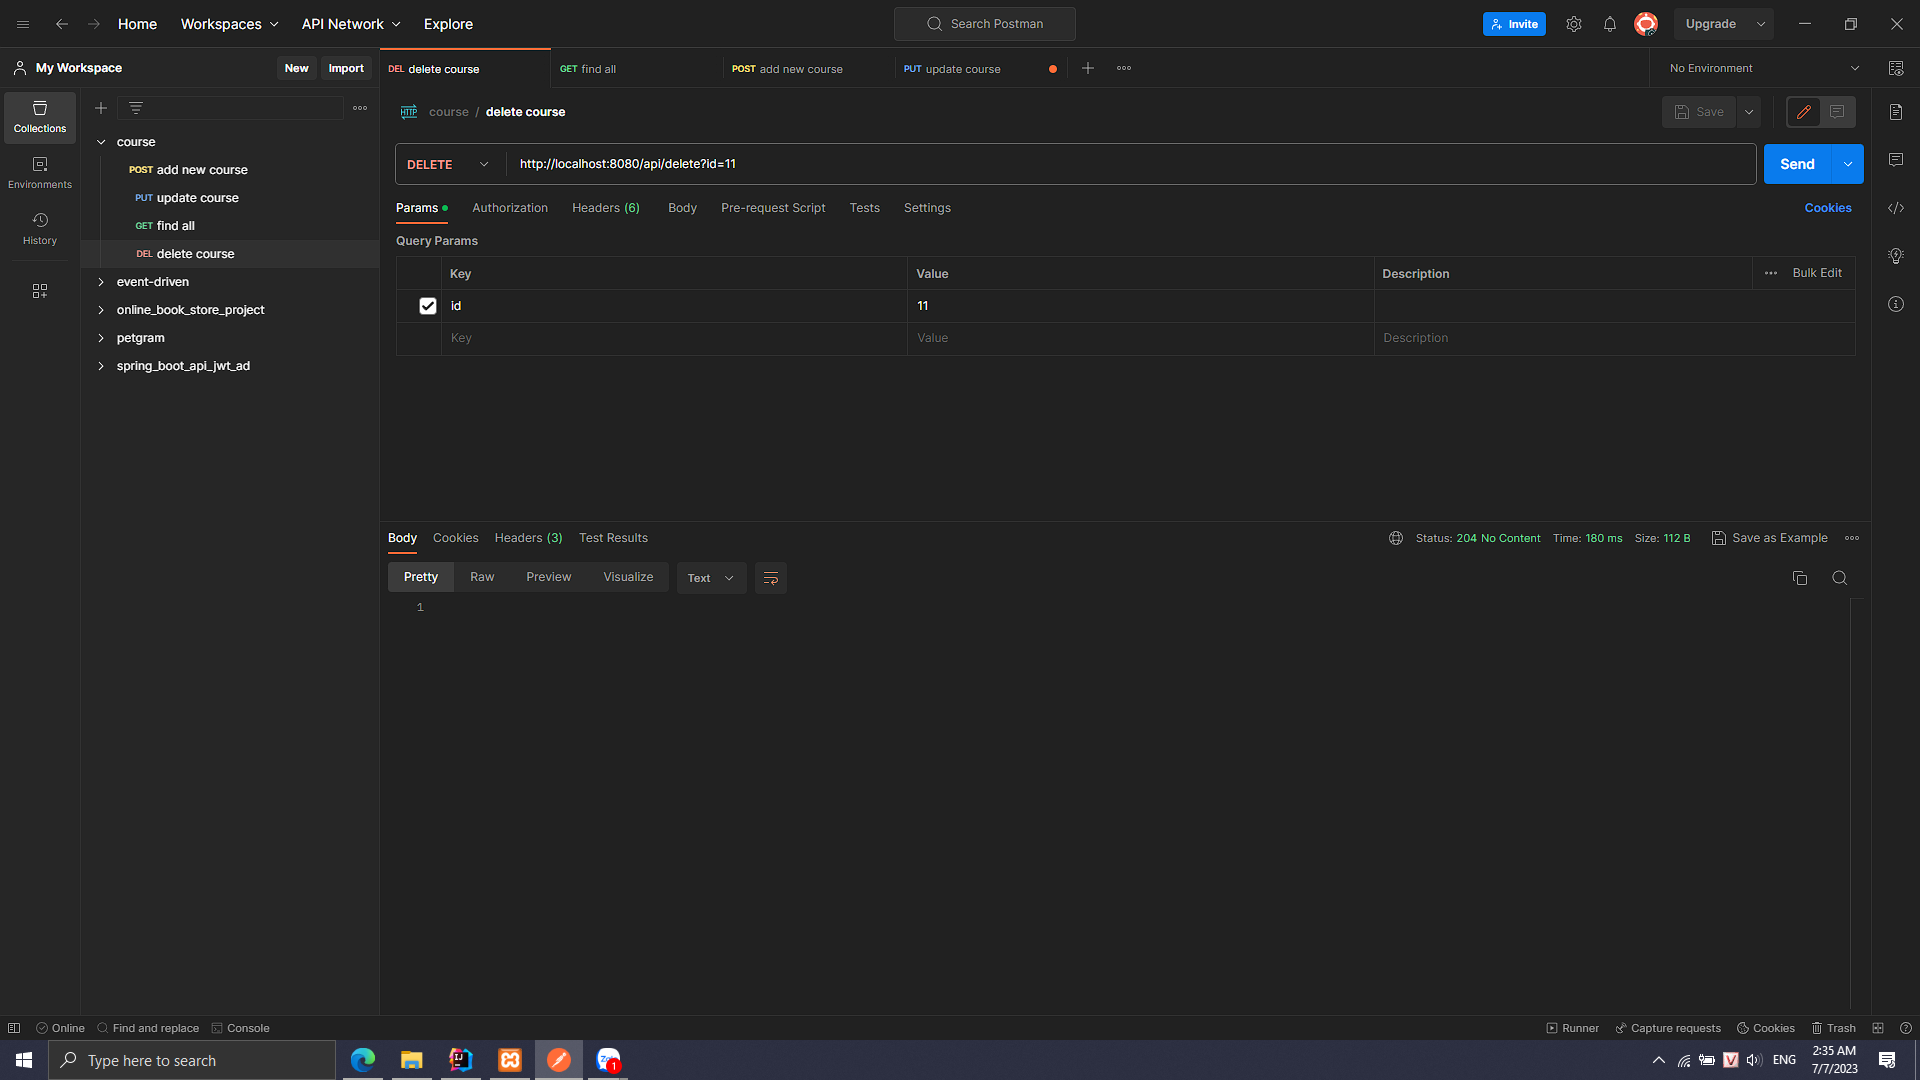 Home Workspaces API Network Explore Search Postman Invite Upgrade
My Workspace New Import DEL delete course GET find all POST add new course PUT update course No Environment
Collections
Environments
History
course
POST add new course
PUT update course
GET find all
DEL delete course
event-driven
online_book_store_project
petgram
spring_boot_api_jwt_ad
HTTP course / delete course Save
DELETE http://localhost:8080/api/delete?id=11 Send
Params Authorization Headers (6) Body Pre-request Script Tests Settings Cookies
Query Params
Key Value Description Bulk Edit
id 11
Key Value Description
Body Cookies Headers (3) Test Results Status: 204 No Content Time: 180 ms Size: 112 B Save as Example
Pretty Raw Preview Visualize Text
1
Online Find and replace Console Runner Capture requests Cookies Trash
Type here to search 1 ENG 2:35 AM
7/7/2023